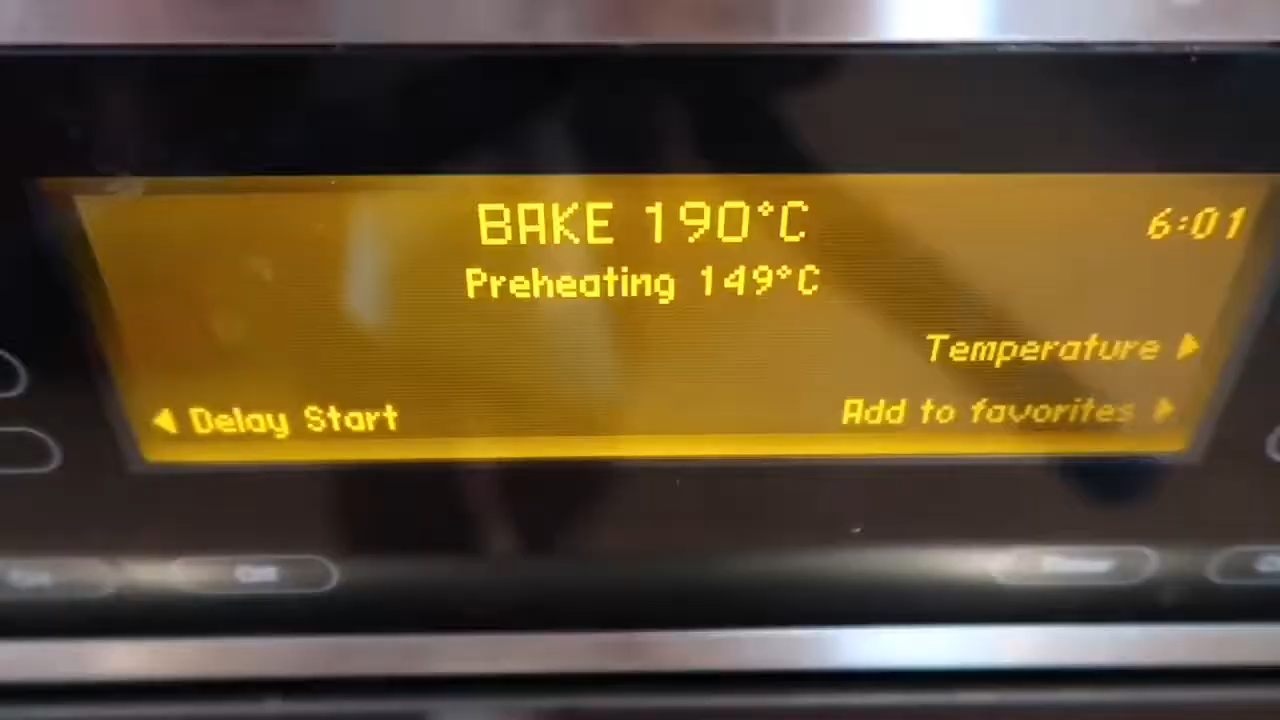 BAKE 190°C
6:01
Preheating 149°C
Temperature
Delay Start
Add to favorites